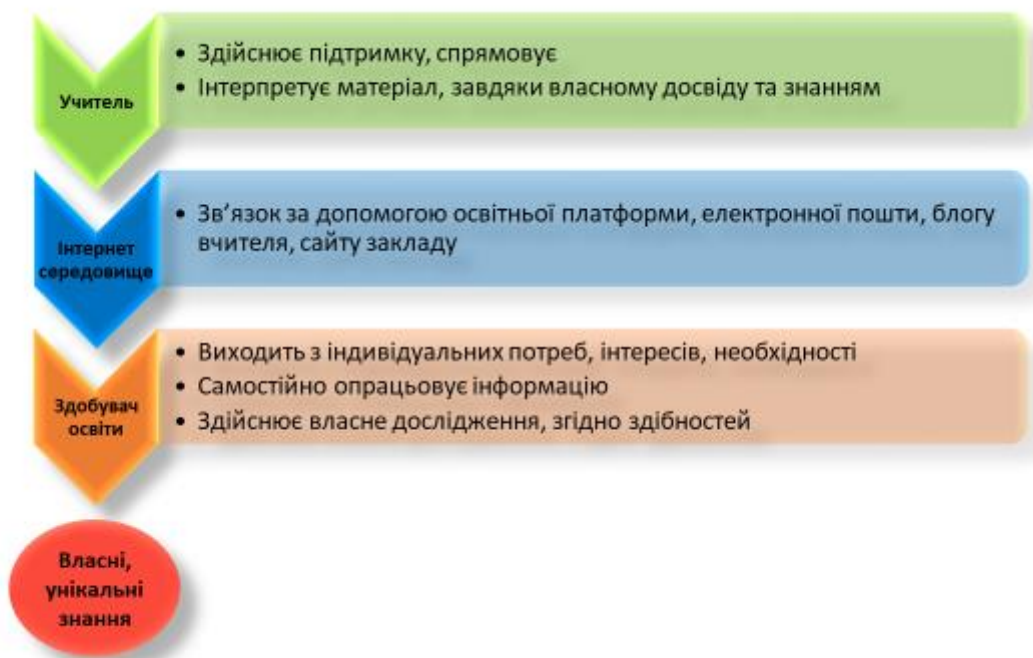 Учитель
• Здійснює підтримку, спрямовує
• Інтерпретує матеріал, завдяки власному досвіду та знанням
Інтернет
середовище
• Зв’язок за допомогою освітньої платформи, електронної пошти, блогу
вчителя, сайту закладу
Здобувач
освіти
• Виходить з індивідуальних потреб, інтересів, необхідності
• Самостійно опрацьовує інформацію
• Здійснює власне дослідження, згідно здібностей
Власні,
унікальні
знання